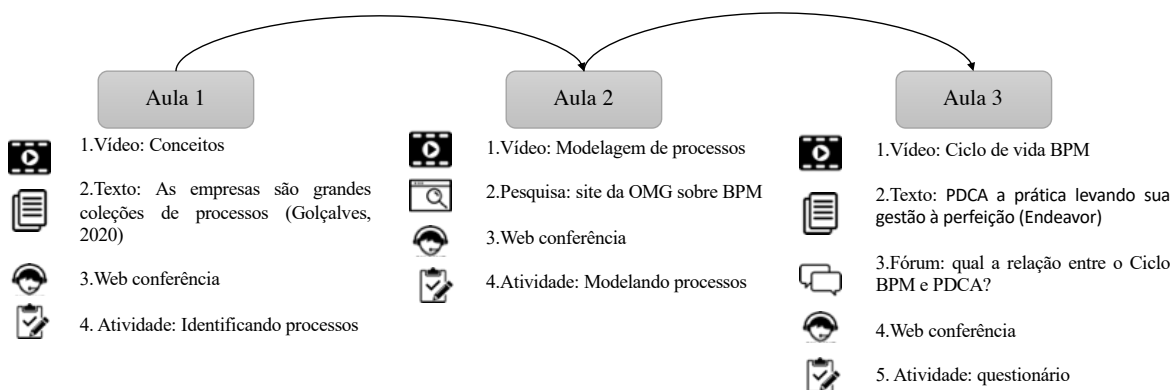 Aula 1
1.Vídeo: Conceitos
2.Texto: As empresas são grandes
coleções de processos (Golçalves,
2020)
3.Web conferência
4. Atividade: Identificando processos
Aula 2
1.Vídeo: Modelagem de processos
2.Pesquisa: site da OMG sobre BPM
3.Web conferência
4.Atividade: Modelando processos
Aula 3
1.Vídeo: Ciclo de vida BPM
2.Texto: PDCA a prática levando sua
gestão à perfeição (Endeavor)
3.Fórum: qual a relação entre o Ciclo
BPM e PDCA?
4.Web conferência
5. Atividade: questionário